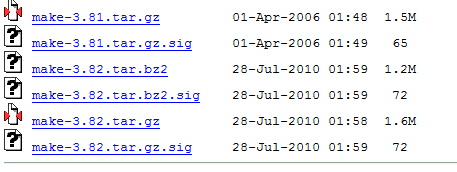 make-3.81.tar.gz 01-Apr-2006 01:48 1.5M
make-3.81.tar.gz.sig 01-Apr-2006 01:49 65
make-3.82.tar.bz2 28-Jul-2010 01:59 1.2M
make-3.82.tar.bz2.sig 28-Jul-2010 01:59 72
make-3.82.tar.gz 28-Jul-2010 01:58 1.6M
make-3.82.tar.gz.sig 28-Jul-2010 01:59 72